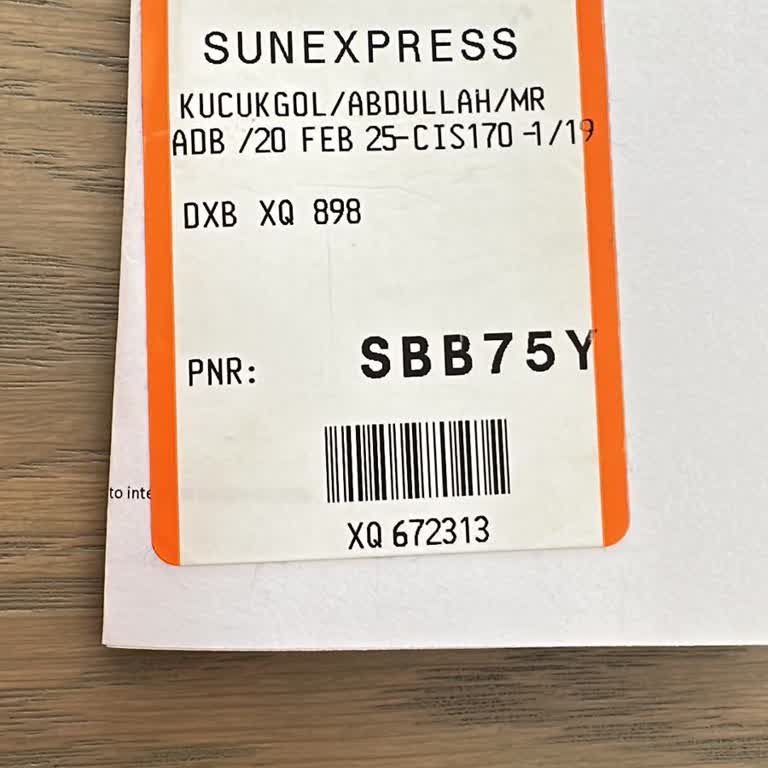 SUNEXPRESS
KUCUKGOL/ABDULLAH/MR
ADB /20 FEB 25-CIS170 -1/19
DXB XQ 898
PNR: SBB75Y
to inte
XQ 672313